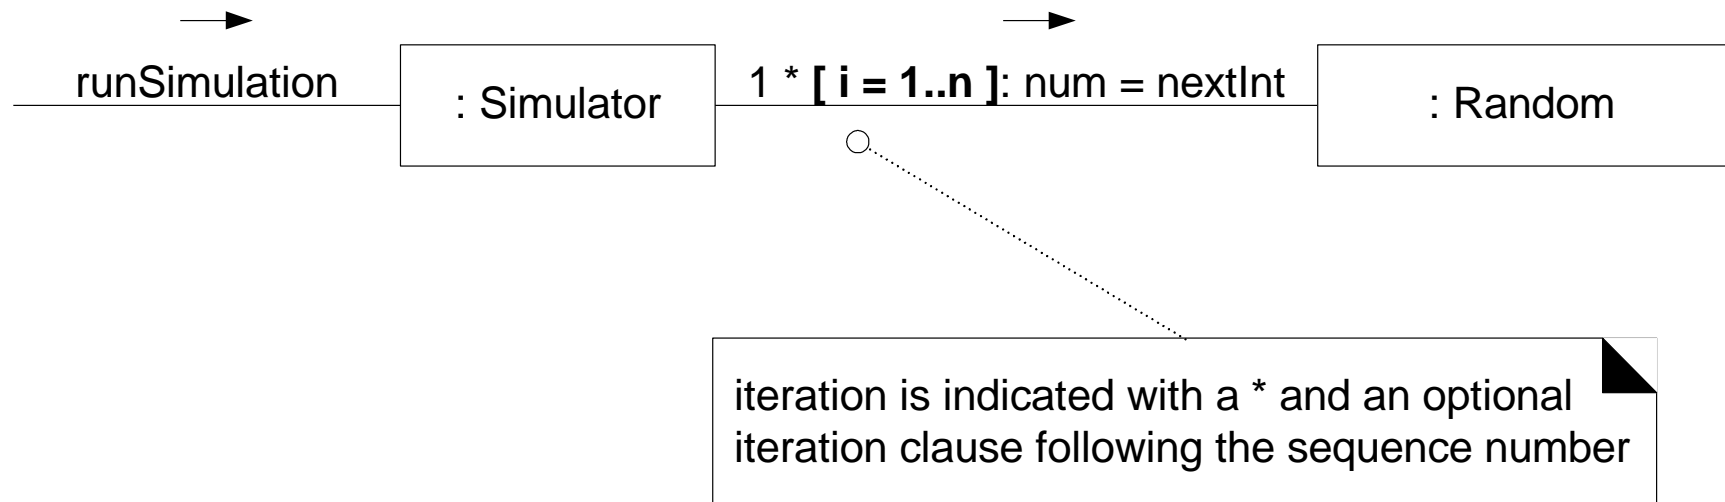 runSimulation
: Simulator
1 * [ i = 1..n ]: num = nextInt
: Random
iteration is indicated with a * and an optional
iteration clause following the sequence number